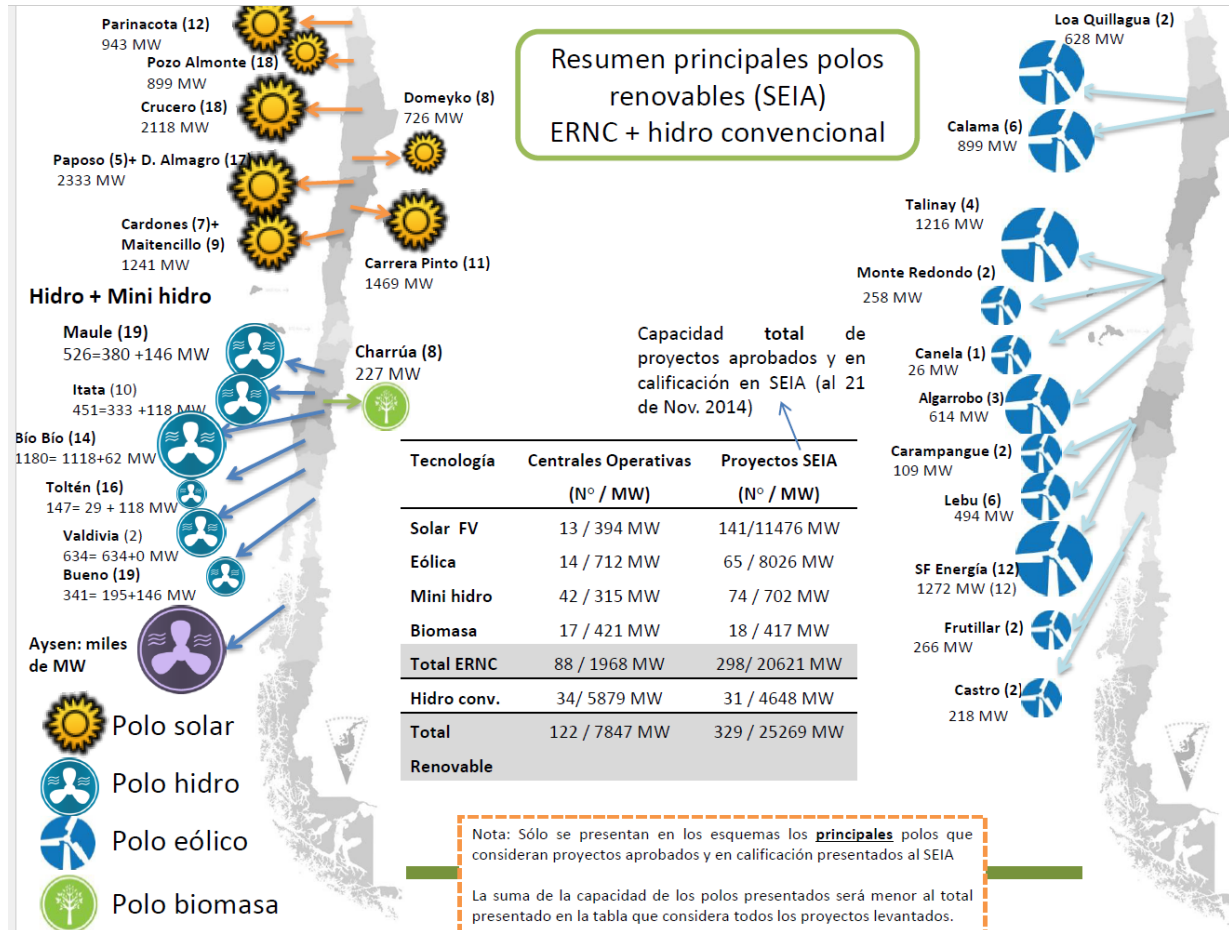 Resumen principales polos
renovables (SEIA)
ERNC + hidro convencional
Parinacota (12)
943 MW
Pozo Almonte (18)
899 MW
Crucero (18)
2118 MW
Paposo (5)+ D. Almagro (17)
2333 MW
Cardones (7)+
Maitencillo (9)
1241 MW
Domeyko (8)
726 MW
Carrera Pinto (11)
1469 MW
Hidro + Mini hidro
Maule (19)
526=380 +146 MW
Itata (10)
451=333 +118 MW
Bío Bío (14)
1180= 1118+62 MW
Toltén (16)
147= 29 + 118 MW
Valdivia (2)
634= 634+0 MW
Bueno (19)
341= 195+146 MW
Aysen: miles
de MW
Charrúa (8)
227 MW
Polo solar
Polo hidro
Polo eólico
Polo biomasa
Capacidad total de
proyectos aprobados y en
calificación en SEIA (al 21
de Nov. 2014)
Tecnología Centrales Operativas Proyectos SEIA
(N° / MW) (N° / MW)
Solar FV 13 / 394 MW 141/11476 MW
Eólica 14 / 712 MW 65 / 8026 MW
Mini hidro 42 / 315 MW 74 / 702 MW
Biomasa 17 / 421 MW 18 / 417 MW
Total ERNC 88 / 1968 MW 298/ 20621 MW
Hidro conv. 34/ 5879 MW 31 / 4648 MW
Total 122 / 7847 MW 329 / 25269 MW
Renovable
Loa Quillagua (2)
628 MW
Calama (6)
899 MW
Talinay (4)
1216 MW
Monte Redondo (2)
258 MW
Canela (1)
26 MW
Algarrobo (3)
614 MW
Carampangue (2)
109 MW
Lebu (6)
494 MW
SF Energía (12)
1272 MW (12)
Frutillar (2)
266 MW
Castro (2)
218 MW
Nota: Sólo se presentan en los esquemas los principales polos que
consideran proyectos aprobados y en calificación presentados al SEIA
La suma de la capacidad de los polos presentados será menor al total
presentado en la tabla que considera todos los proyectos levantados.